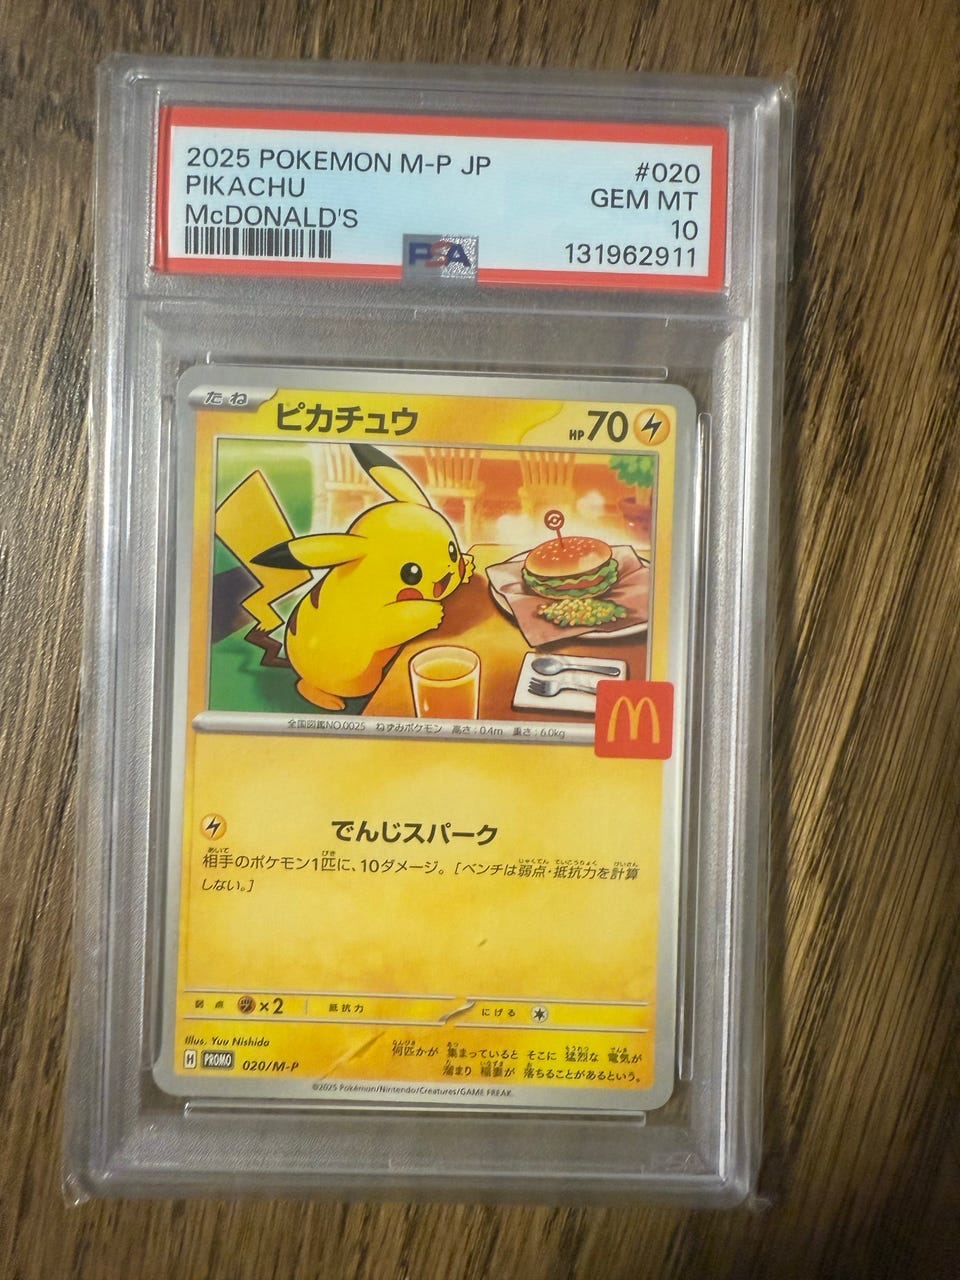 2025 POKEMON M-P JP
#020
PIKACHU
GEM MT
McDONALD'S
10
PSA
131962911
たね
ピカチュウ
HP 70
全国図鑑NO.0025 ねずみポケモン 高さ:0.4m 重さ:6.0kg
でんじスパーク
相手のポケモン1匹に、10ダメージ。[ベンチは弱点・抵抗力を計算
しない。]
弱点 ×2 抵抗力 にげる
Illus. Yuu Nishida
H PROMO 020/M-P
何匹かが 集まっていると そこに 猛烈な 電気が
溜まり 稲妻が 落ちることがあるという。
©2025 Pokémon/Nintendo/Creatures/GAME FREAK.